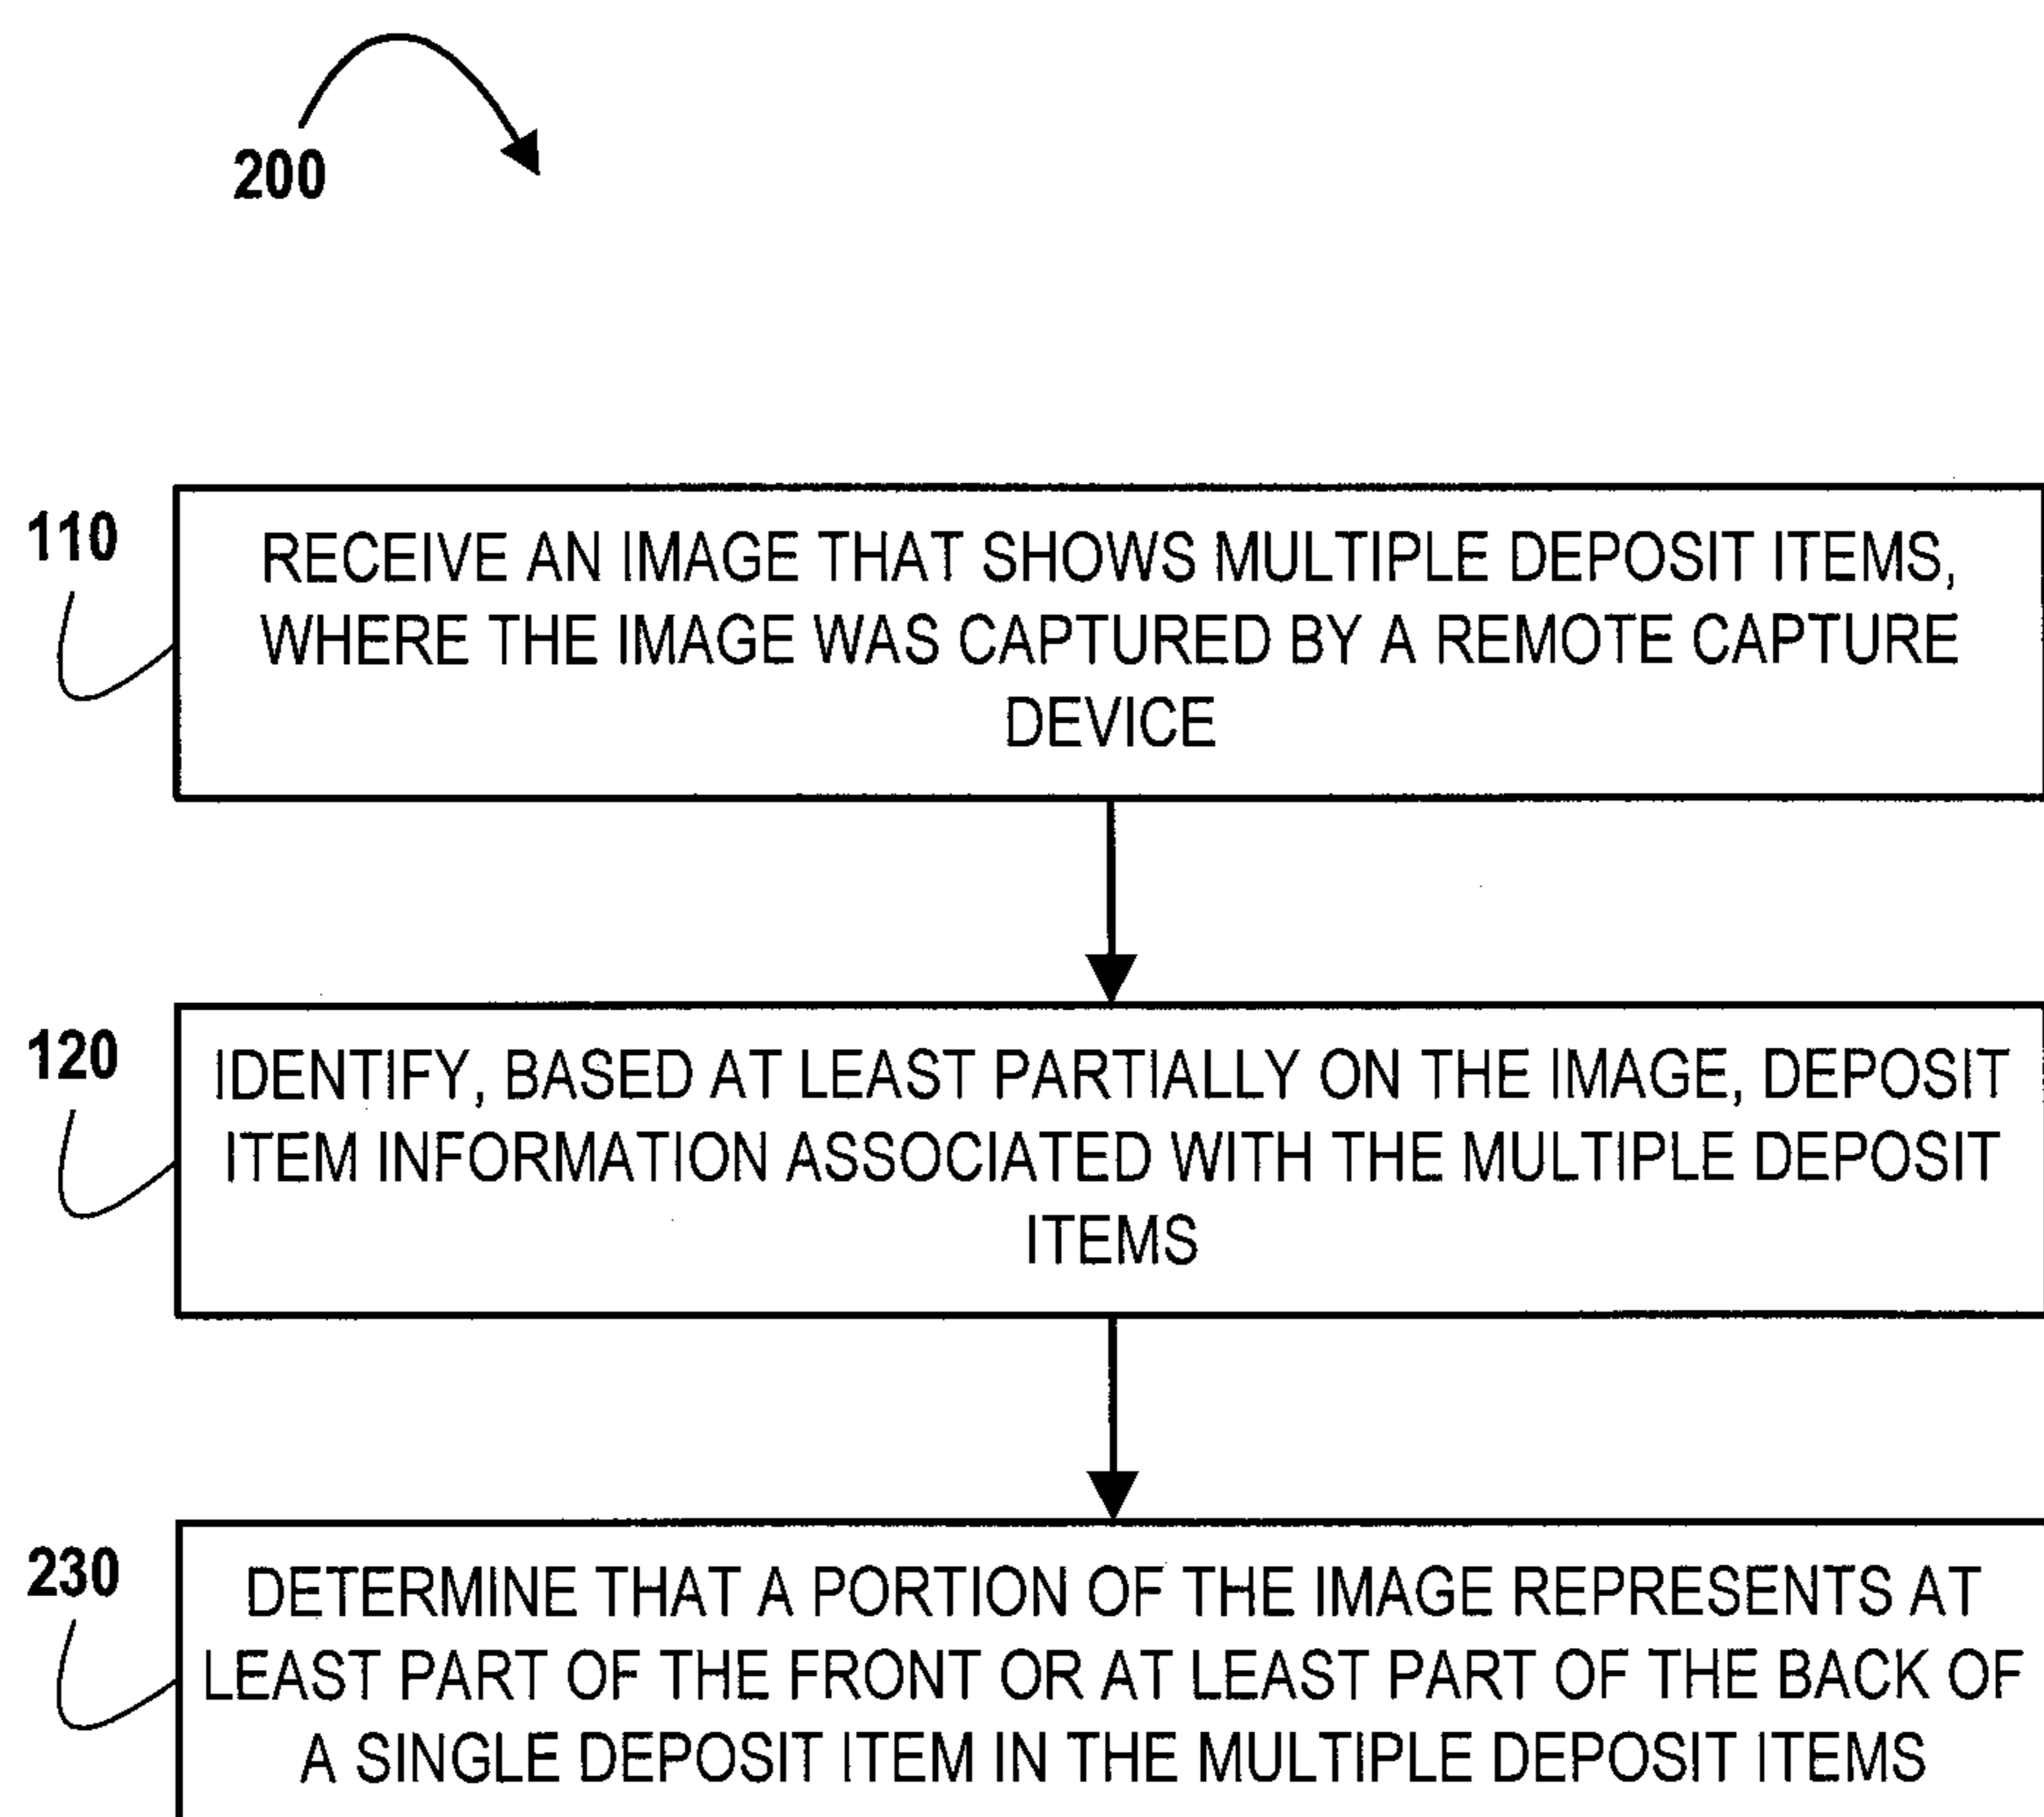 200
110
RECEIVE AN IMAGE THAT SHOWS MULTIPLE DEPOSIT ITEMS,
WHERE THE IMAGE WAS CAPTURED BY A REMOTE CAPTURE
DEVICE
120
IDENTIFY, BASED AT LEAST PARTIALLY ON THE IMAGE, DEPOSIT
ITEM INFORMATION ASSOCIATED WITH THE MULTIPLE DEPOSIT
ITEMS
230
DETERMINE THAT A PORTION OF THE IMAGE REPRESENTS AT
LEAST PART OF THE FRONT OR AT LEAST PART OF THE BACK OF
A SINGLE DEPOSIT ITEM IN THE MULTIPLE DEPOSIT ITEMS